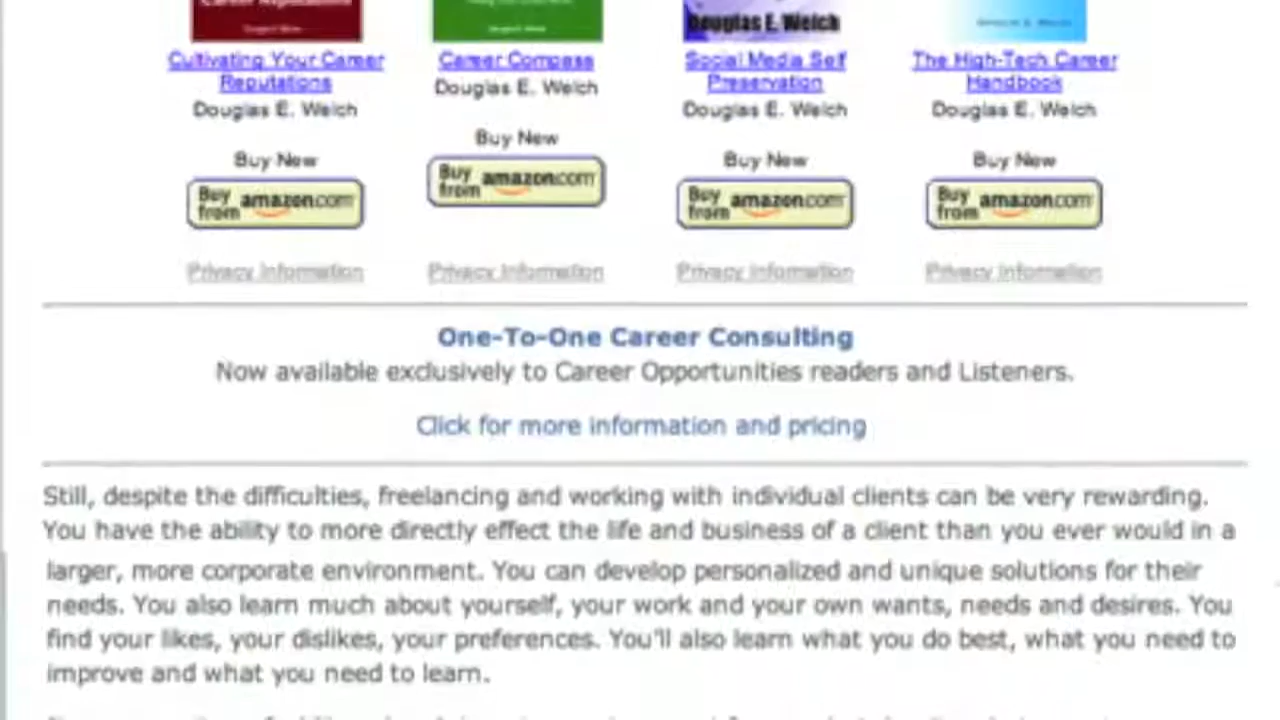 Career Reputations
Douglas E. Welch
Cultivating Your Career
Reputations
Douglas E. Welch
Buy New
Buy from amazon.com
Privacy Information
Career Compass
Douglas E. Welch
Buy New
Buy from amazon.com
Privacy Information
Social Media Self
Preservation
Douglas E. Welch
Buy New
Buy from amazon.com
Privacy Information
The High-Tech Career
Handbook
Douglas E. Welch
Buy New
Buy from amazon.com
Privacy Information
One-To-One Career Consulting
Now available exclusively to Career Opportunities readers and Listeners.
Click for more information and pricing
Still, despite the difficulties, freelancing and working with individual clients can be very rewarding.
You have the ability to more directly effect the life and business of a client than you ever would in a
larger, more corporate environment. You can develop personalized and unique solutions for their
needs. You also learn much about yourself, your work and your own wants, needs and desires. You
find your likes, your dislikes, your preferences. You'll also learn what you do best, what you need to
improve and what you need to learn.